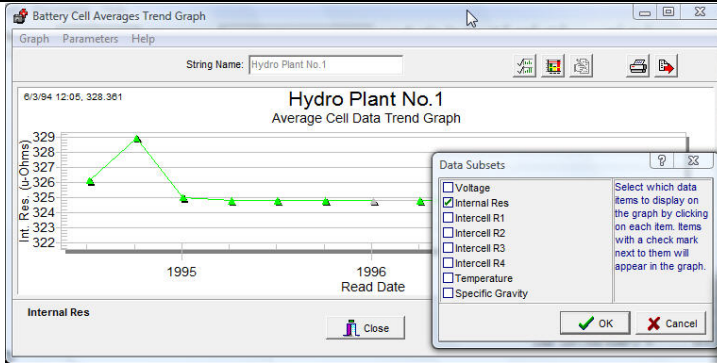 Battery Cell Averages Trend Graph
Graph Parameters Help
String Name: Hydro Plant No.1
6/3/94 12:05, 328.361
Hydro Plant No.1
Average Cell Data Trend Graph
Int. Res. (u-Ohms)
329
328
327
326
325
324
323
322
1995 1996
Read Date
Internal Res
Close
Data Subsets
Voltage
Internal Res
Intercell R1
Intercell R2
Intercell R3
Intercell R4
Temperature
Specific Gravity
Select which data
items to display on
the graph by clicking
on each item. Items
with a check mark
next to them will
appear in the graph.
OK Cancel